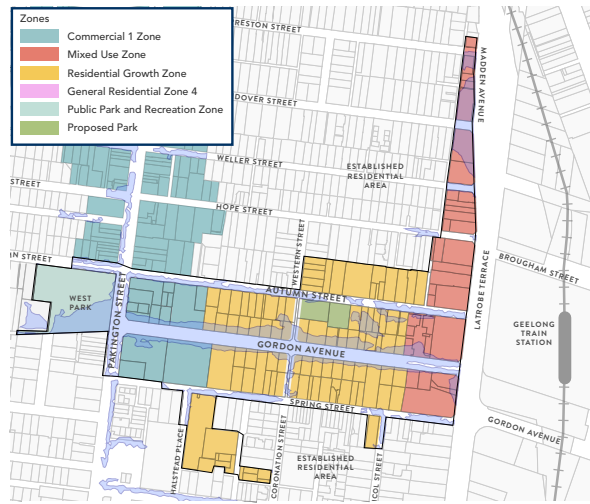 Zones
Commercial 1 Zone
Mixed Use Zone
Residential Growth Zone
General Residential Zone 4
Public Park and Recreation Zone
Proposed Park
RESTON STREET
MADDEN AVENUE
DOVER STREET
WELLER STREET
ESTABLISHED
RESIDENTIAL
AREA
STREET
HOPE STREET
WESTERN STREET
N STREET
BROUGHAM STREET
LATROBE TERRACE
AUTUMN STREET
WEST
PARK
PAKINGTON STREET
GEELONG
TRAIN
STATION
GORDON AVENUE
SPRING STREET
GORDON AVENUE
HALSTEAD PLACE
CORONATION STREET
ESTABLISHED
RESIDENTIAL
AREA
COL STREET